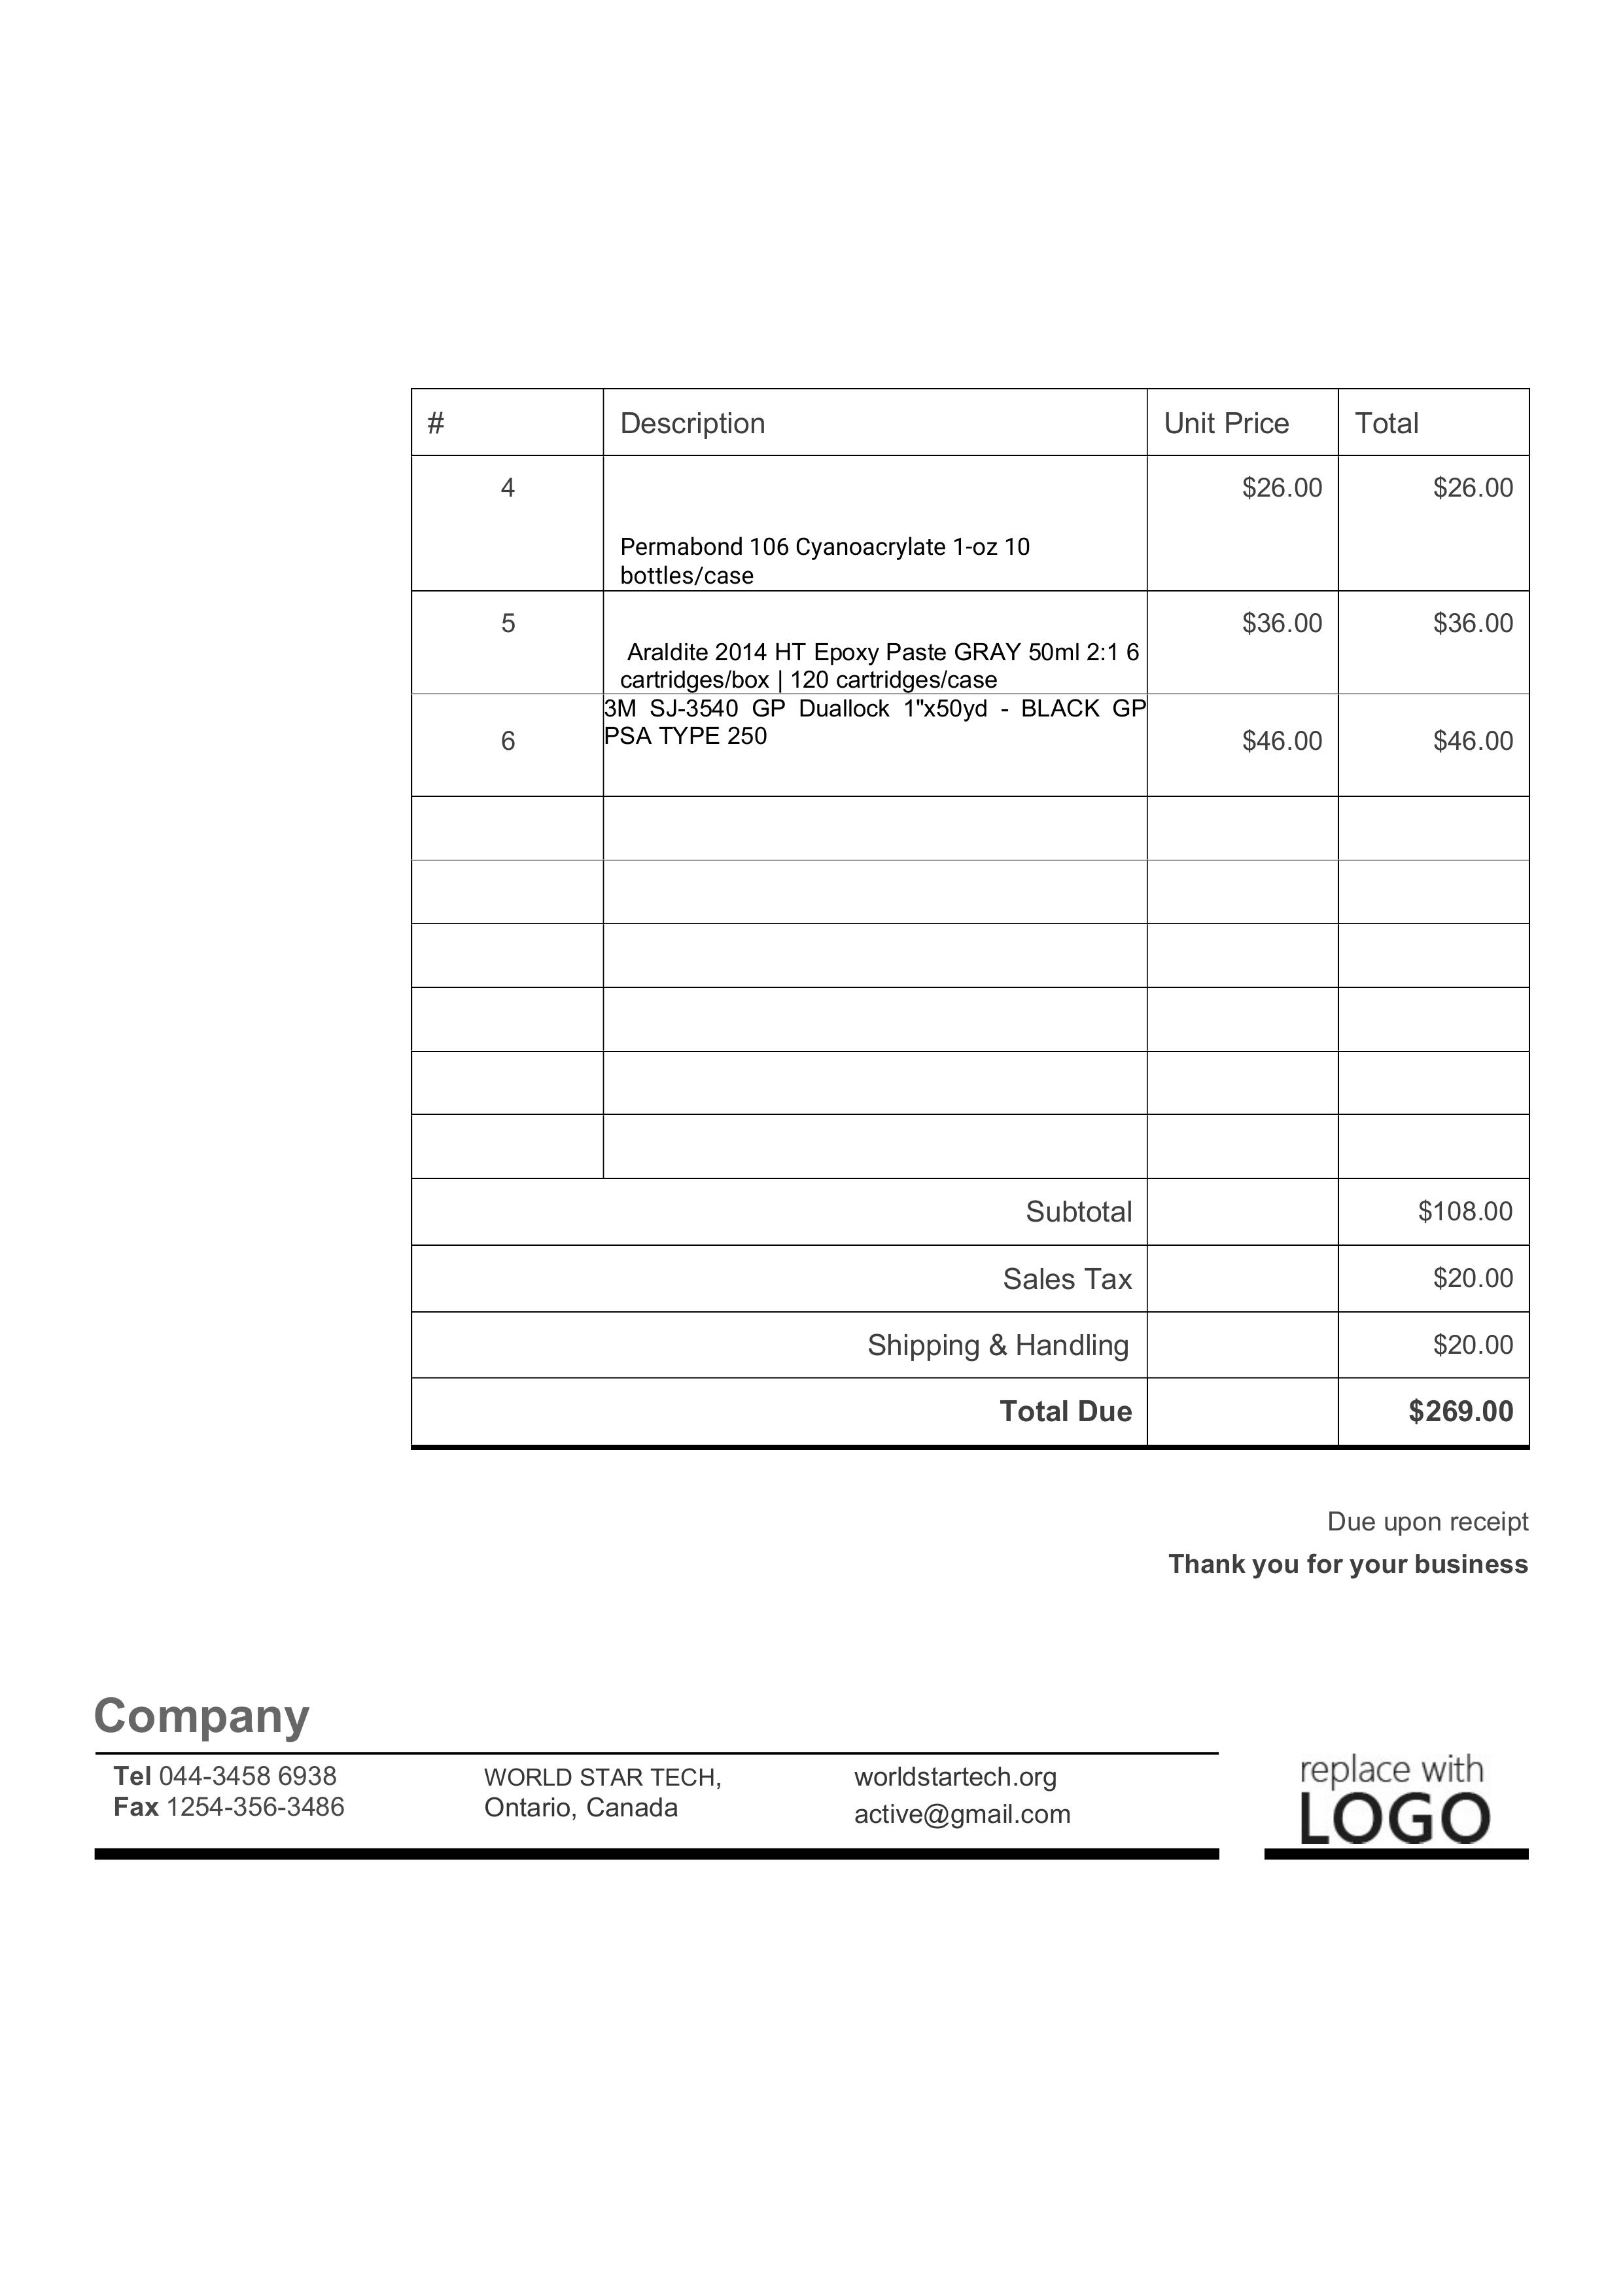 # Description Unit Price Total
4 $26.00 $26.00
Permabond 106 Cyanoacrylate 1-oz 10
bottles/case
5 $36.00 $36.00
Araldite 2014 HT Epoxy Paste GRAY 50ml 2:1 6
cartridges/box | 120 cartridges/case
3M SJ-3540 GP Duallock 1"x50yd - BLACK GP
PSA TYPE 250
6 $46.00 $46.00
Subtotal $108.00
Sales Tax $20.00
Shipping & Handling $20.00
Total Due $269.00
Due upon receipt
Thank you for your business
Company
Tel 044-3458 6938
Fax 1254-356-3486
WORLD STAR TECH,
Ontario, Canada
worldstartech.org
active@gmail.com
replace with
LOGO